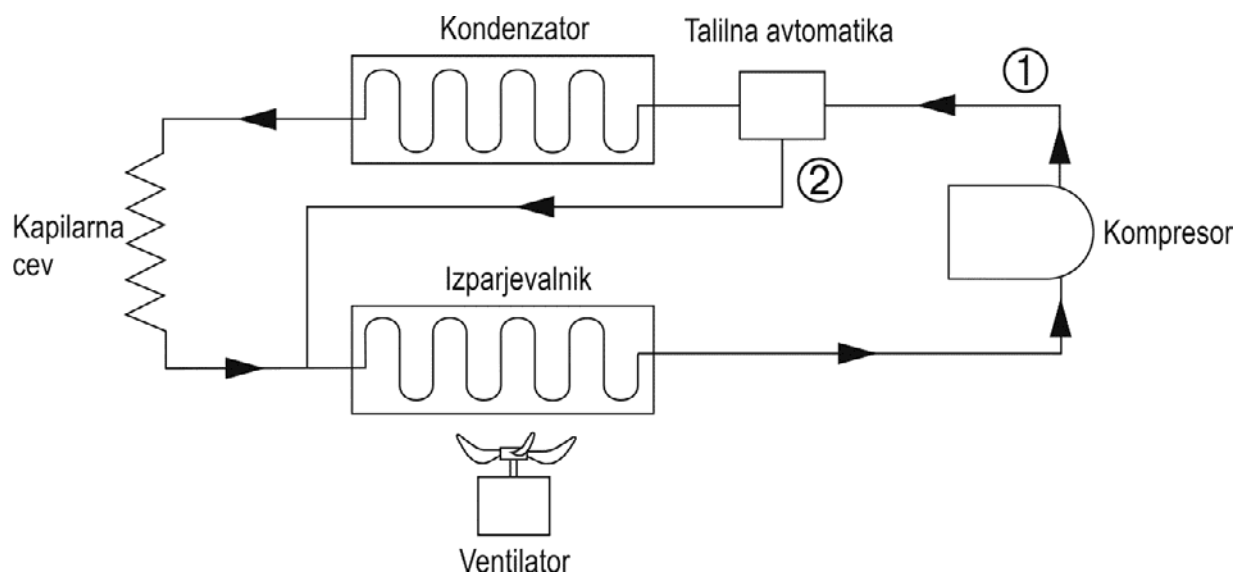 Kondenzator
Talilna avtomatika
①
②
Kapilarna
cev
Kompresor
Izparjevalnik
Ventilator